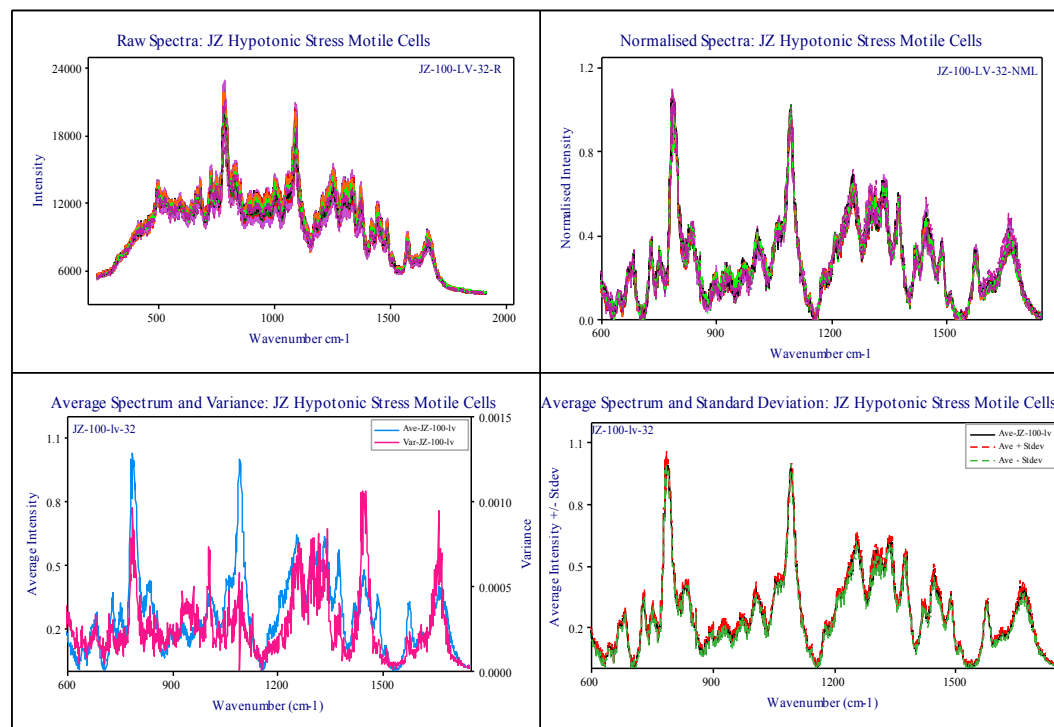 Raw Spectra: JZ Hypotonic Stress Motile Cells
JZ-100-LV-32-R
24000
18000
12000
6000
Intensity
500
1000
1500
2000
Wavenumber cm-1
Normalised Spectra: JZ Hypotonic Stress Motile Cells
JZ-100-LV-32-NML
1.2
0.8
0.4
0.0
Normalised Intensity
600
900
1200
1500
Wavenumber cm-1
Average Spectrum and Variance: JZ Hypotonic Stress Motile Cells
JZ-100-lv-32
Ave-JZ-100-lv
Var-JZ-100-lv
1.1
0.8
0.5
0.2
Average Intensity
0.0015
0.0010
0.0005
0.0000
Variance
600
900
1200
1500
Wavenumber (cm-1)
Average Spectrum and Standard Deviation: JZ Hypotonic Stress Motile Cells
JZ-100-lv-32
Ave-JZ-100-lv
Ave + Stdev
Ave - Stdev
1.1
0.8
0.5
0.2
Average Intensity +/- Stdev
600
900
1200
1500
Wavenumber (cm-1)